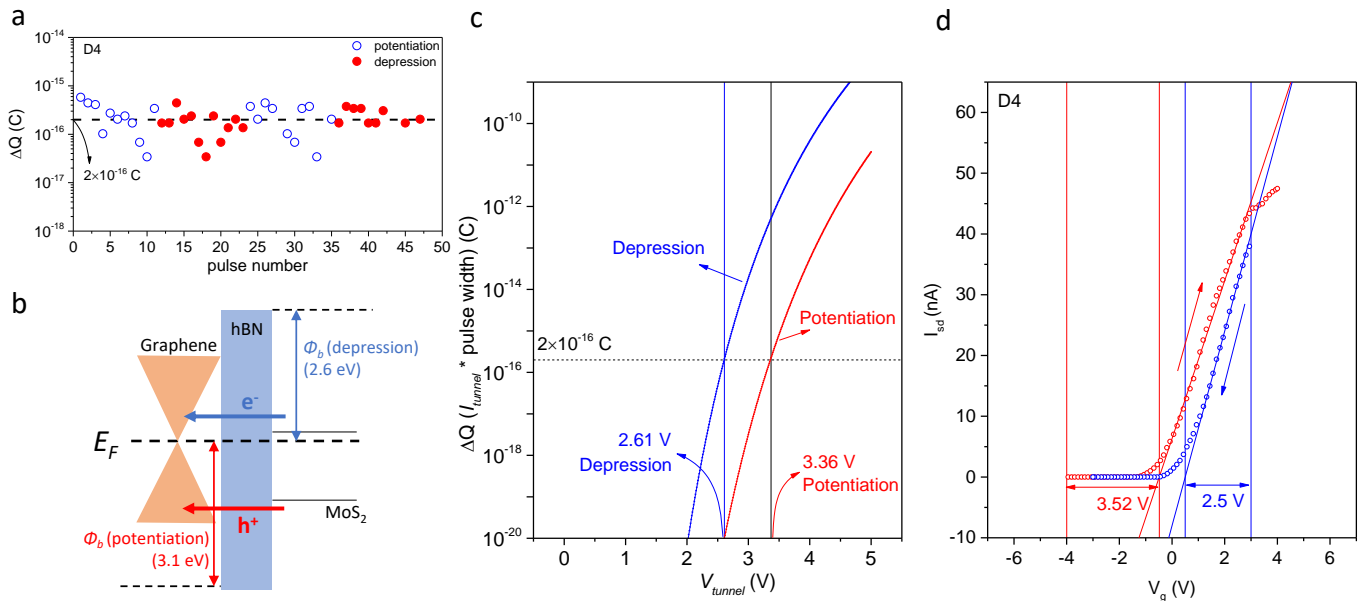 a
D4
potentiation
depression
10⁻¹⁴
10⁻¹⁵
10⁻¹⁶
10⁻¹⁷
10⁻¹⁸
ΔQ (C)
2×10⁻¹⁶ C
0 5 10 15 20 25 30 35 40 45 50
pulse number
b
hBN
Graphene
Φb (depression)
(2.6 eV)
e⁻
EF
MoS₂
h⁺
Φb (potentiation)
(3.1 eV)
c
ΔQ (Itunnel* pulse width) (C)
10⁻¹⁰
10⁻¹²
10⁻¹⁴
10⁻¹⁶
10⁻¹⁸
10⁻²⁰
Depression
Potentiation
2×10⁻¹⁶ C
2.61 V
Depression
3.36 V
Potentiation
0 1 2 3 4 5
Vtunnel (V)
d
D4
Isd (nA)
60
50
40
30
20
10
0
-10
3.52 V
2.5 V
-6 -4 -2 0 2 4 6
Vg (V)